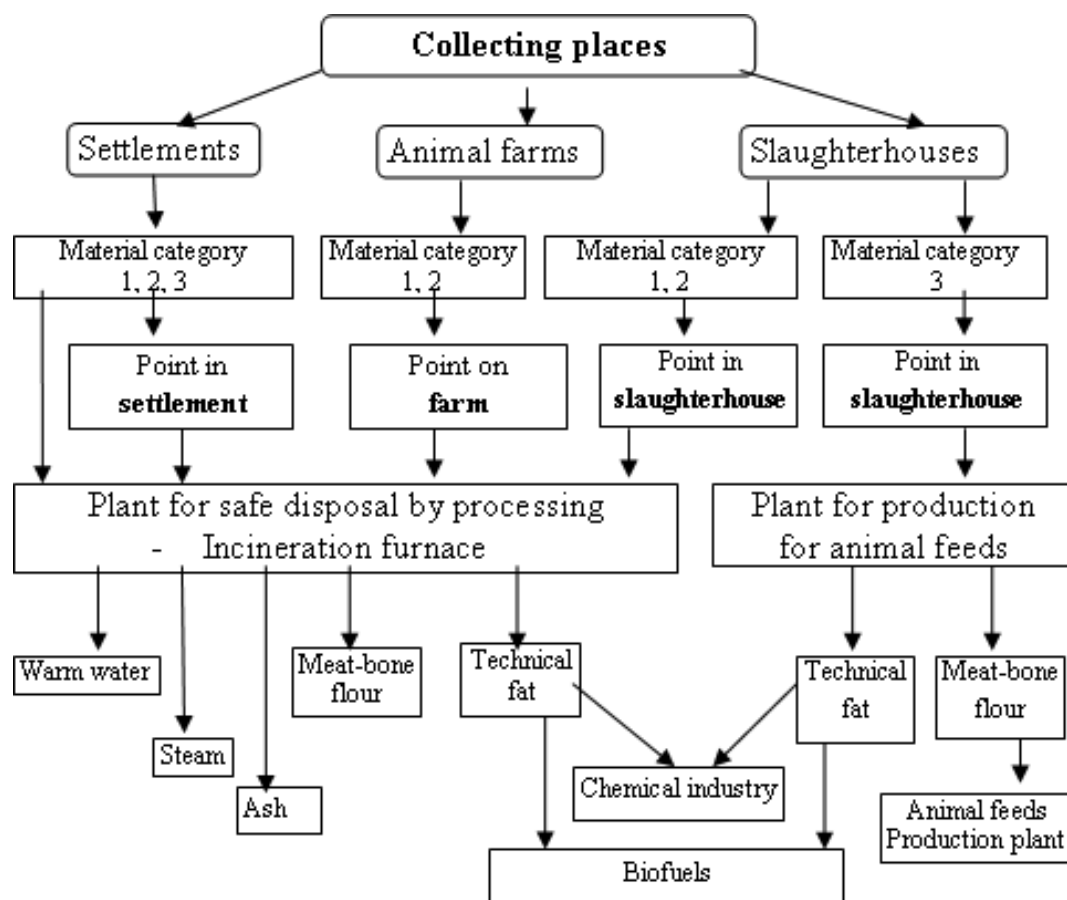 Collecting places
Settlements
Animal farms
Slaughterhouses
Material category
1, 2, 3
Material category
1, 2
Material category
1, 2
Material category
3
Point in
settlement
Point on
farm
Point in
slaughterhouse
Point in
slaughterhouse
Plant for safe disposal by processing
- Incineration furnace
Plant for production
for animal feeds
Warm water
Meat-bone
flour
Technical
fat
Technical
fat
Meat-bone
flour
Steam
Ash
Chemical industry
Animal feeds
Production plant
Biofuels